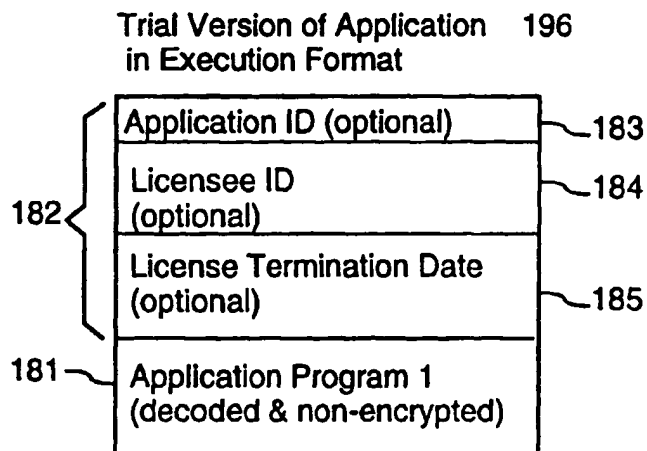 Trial Version of Application 196
in Execution Format
Application ID (optional)
183
Licensee ID
(optional)
184
182
License Termination Date
(optional)
185
181
Application Program 1
(decoded & non-encrypted)